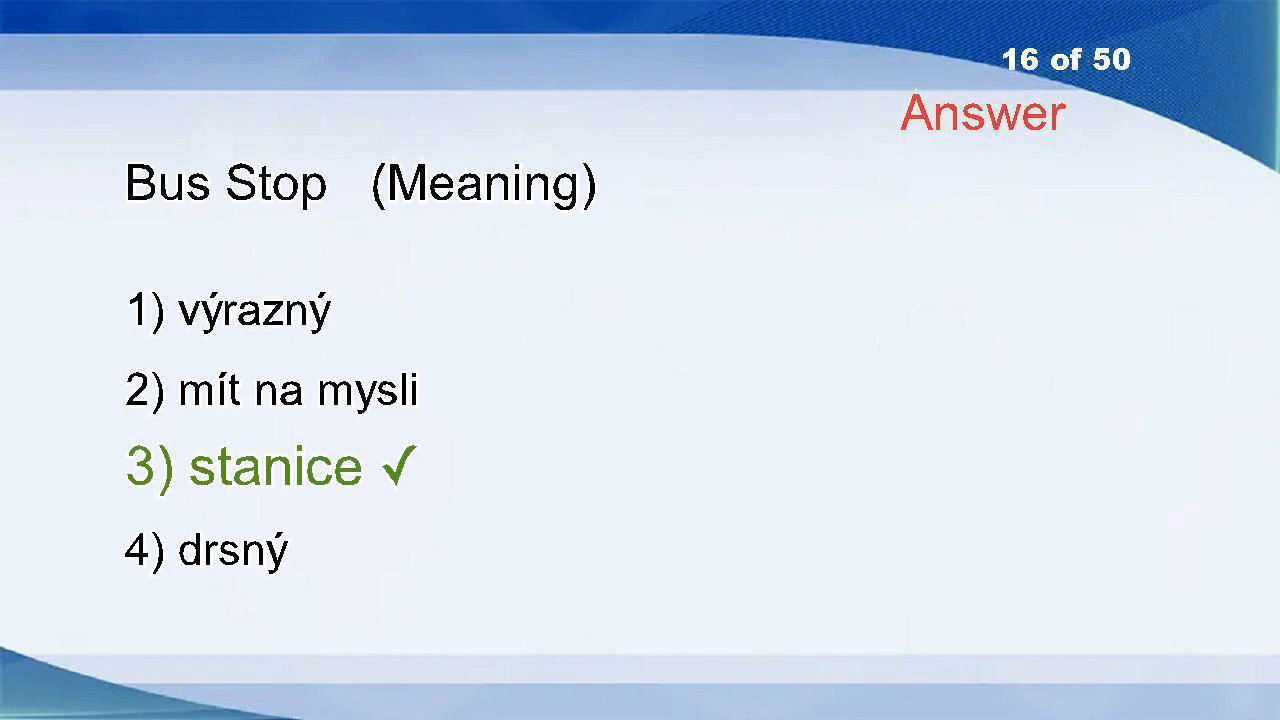 16 of 50
Answer
Bus Stop (Meaning)
1) výrazný
2) mít na mysli
3) stanice ✓
4) drsný